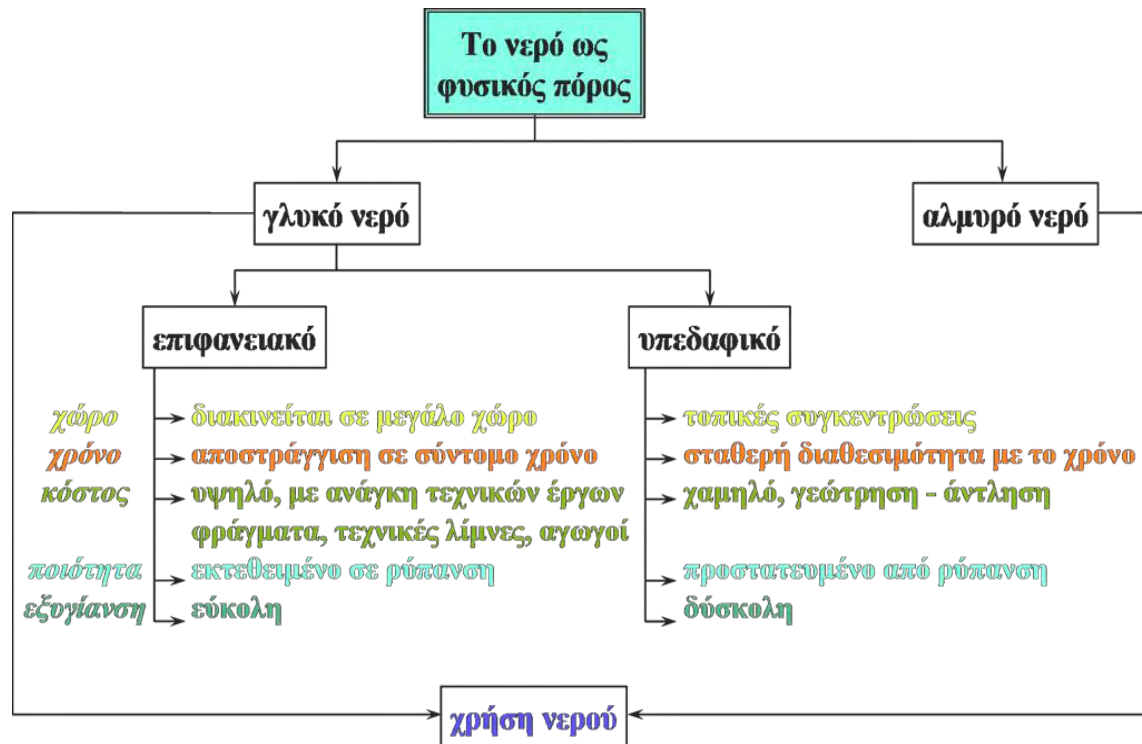 Το νερό ως
φυσικός πόρος
γλυκό νερό
αλμυρό νερό
επιφανειακό
υπεδαφικό
χώρο διακινείται σε μεγάλο χώρο τοπικές συγκεντρώσεις
χρόνο αποστράγγιση σε σύντομο χρόνο σταθερή διαθεσιμότητα με το χρόνο
κόστος υψηλό, με ανάγκη τεχνικών έργων χαμηλό, γεώτρηση - άντληση
φράγματα, τεχνικές λίμνες, αγωγοί
ποιότητα εκτεθειμένο σε ρύπανση προστατευμένο από ρύπανση
εξυγίανση εύκολη δύσκολη
χρήση νερού